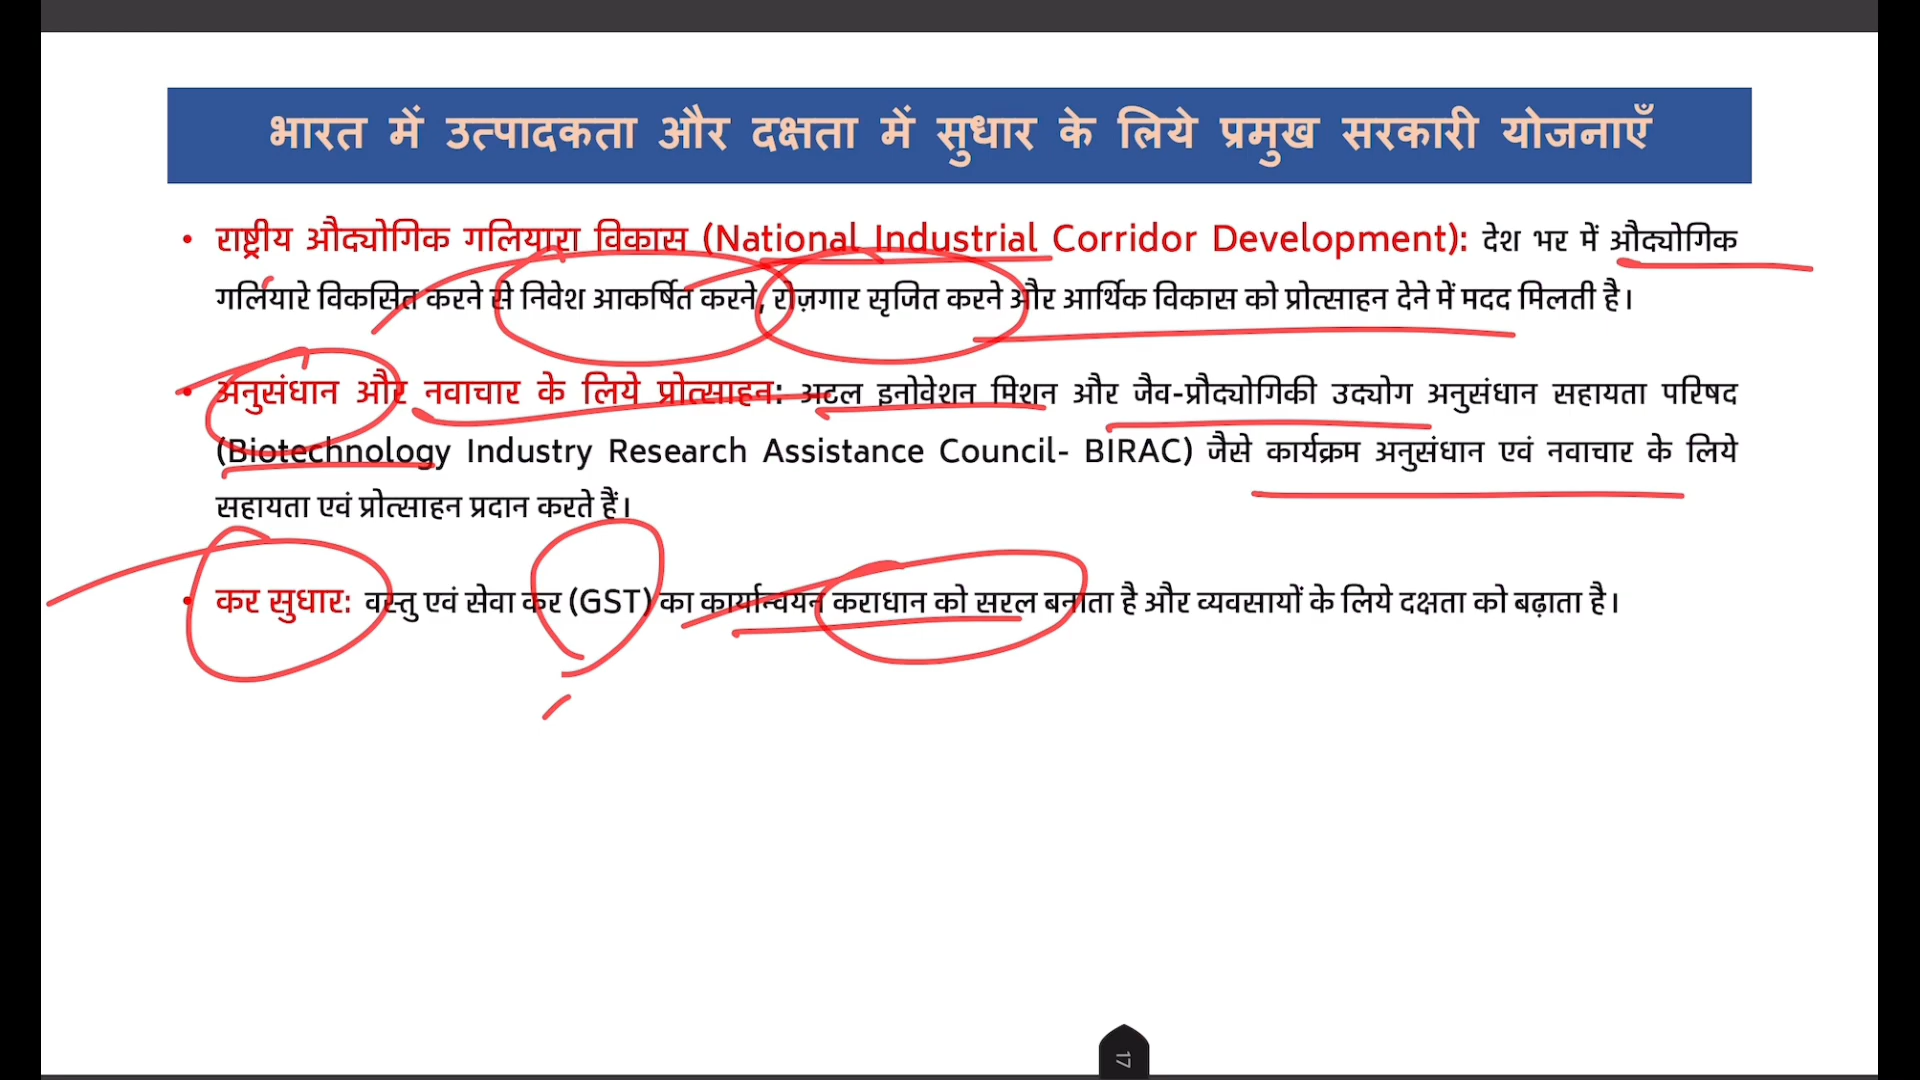 भारत में उत्पादकता और दक्षता में सुधार के लिये प्रमुख सरकारी योजनाएँ
• राष्ट्रीय औद्योगिक गलियारा विकास (National Industrial Corridor Development): देश भर में औद्योगिक
गलियारे विकसित करने से निवेश आकर्षित करने, रोज़गार सृजित करने और आर्थिक विकास को प्रोत्साहन देने में मदद मिलती है।
• अनुसंधान और नवाचार के लिये प्रोत्साहन: अटल इनोवेशन मिशन और जैव-प्रौद्योगिकी उद्योग अनुसंधान सहायता परिषद
(Biotechnology Industry Research Assistance Council- BIRAC) जैसे कार्यक्रम अनुसंधान एवं नवाचार के लिये
सहायता एवं प्रोत्साहन प्रदान करते हैं।
• कर सुधार: वस्तु एवं सेवा कर (GST) का कार्यान्वयन कराधान को सरल बनाता है और व्यवसायों के लिये दक्षता को बढ़ाता है।
17